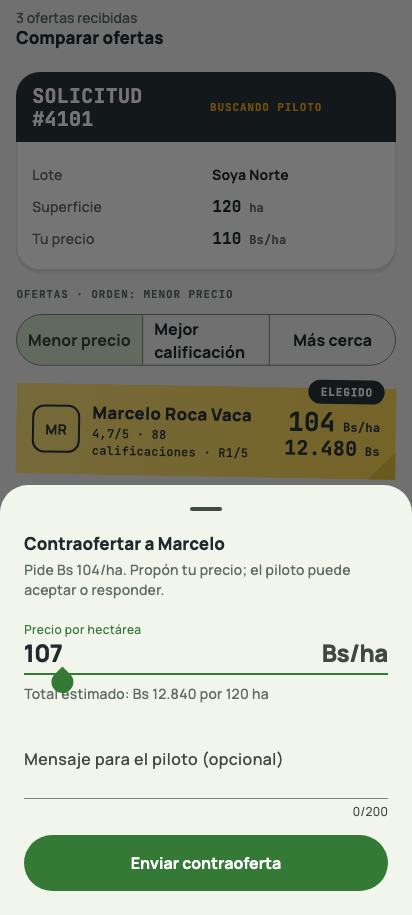 3 ofertas recibidas
Comparar ofertas
SOLICITUD
#4101
BUSCANDO PILOTO
Lote Soya Norte
Superficie 120 ha
Tu precio 110 Bs/ha
OFERTAS · ORDEN: MENOR PRECIO
Menor precio
Mejor
calificación
Más cerca
ELEGIDO
MR
Marcelo Roca Vaca
4,7/5 · 88
calificaciones · R1/5
104 Bs/ha
12.480 Bs
Contraofertar a Marcelo
Pide Bs 104/ha. Propón tu precio; el piloto puede
aceptar o responder.
Precio por hectárea
107 Bs/ha
Total estimado: Bs 12.840 por 120 ha
Mensaje para el piloto (opcional)
0/200
Enviar contraoferta